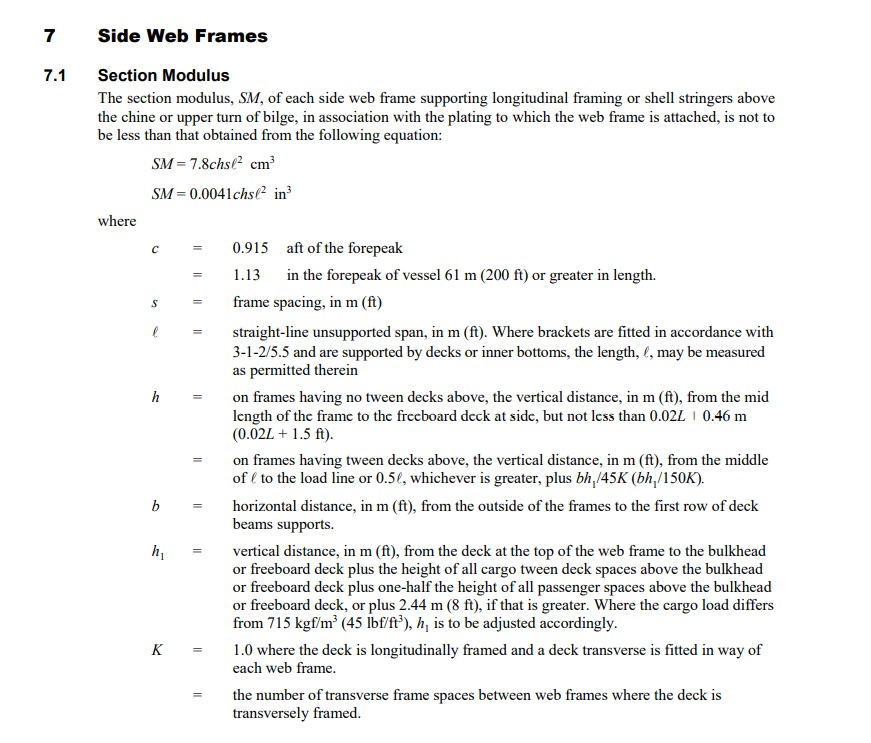 7 Side Web Frames
7.1 Section Modulus
The section modulus, SM, of each side web frame supporting longitudinal framing or shell stringers above
the chine or upper turn of bilge, in association with the plating to which the web frame is attached, is not to
be less than that obtained from the following equation:
SM = 7.8chsℓ² cm³
SM = 0.0041chsℓ² in³
where
c = 0.915 aft of the forepeak
= 1.13 in the forepeak of vessel 61 m (200 ft) or greater in length.
s = frame spacing, in m (ft)
ℓ = straight-line unsupported span, in m (ft). Where brackets are fitted in accordance with
3-1-2/5.5 and are supported by decks or inner bottoms, the length, ℓ, may be measured
as permitted therein
h = on frames having no tween decks above, the vertical distance, in m (ft), from the mid
length of the frame to the freeboard deck at side, but not less than 0.02L + 0.46 m
(0.02L + 1.5 ft).
= on frames having tween decks above, the vertical distance, in m (ft), from the middle
of ℓ to the load line or 0.5ℓ, whichever is greater, plus bh₁/45K (bh₁/150K).
b = horizontal distance, in m (ft), from the outside of the frames to the first row of deck
beams supports.
h₁ = vertical distance, in m (ft), from the deck at the top of the web frame to the bulkhead
or freeboard deck plus the height of all cargo tween deck spaces above the bulkhead
or freeboard deck plus one-half the height of all passenger spaces above the bulkhead
or freeboard deck, or plus 2.44 m (8 ft), if that is greater. Where the cargo load differs
from 715 kgf/m³ (45 lbf/ft³), h₁ is to be adjusted accordingly.
K = 1.0 where the deck is longitudinally framed and a deck transverse is fitted in way of
each web frame.
= the number of transverse frame spaces between web frames where the deck is
transversely framed.